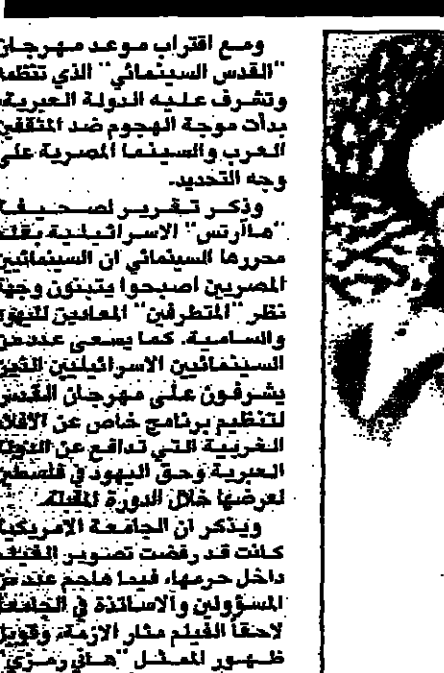 ومع اقتراب موعد مهرجان
"القدس السينمائي" الذي تنظمه
وتشرف عليه الدولة العبرية،
بدأت موجة الهجوم ضد المثقفين
العرب والسينما المصرية على
وجه التحديد.
وذكر تقرير لصحيفة
"هاآرتس" الاسرائيلية بقلم
محررها السينمائي ان السينمائيين
المصريين اصبحوا يتبنون وجهة
نظر "المتطرفين" المعادين لليهود
والسامية. كما يسعى عدد من
السينمائيين الاسرائيليين الذين
يشرفون على مهرجان القدس
لتنظيم برنامج خاص عن الافلام
الغربية التي تدافع عن الدولة
العبرية وحق اليهود في فلسطين
لعرضها خلال الدورة المقبلة.
ويذكر ان الجامعة الامريكية
كانت قد رفضت تصوير الفيلم
داخل حرمها، فيما هاجم عدد من
المسؤولين والاساتذة في الجامعة
لاحقاً الفيلم مثار الازمة، وقوبل
ظهور الممثل "هاني رمزي"